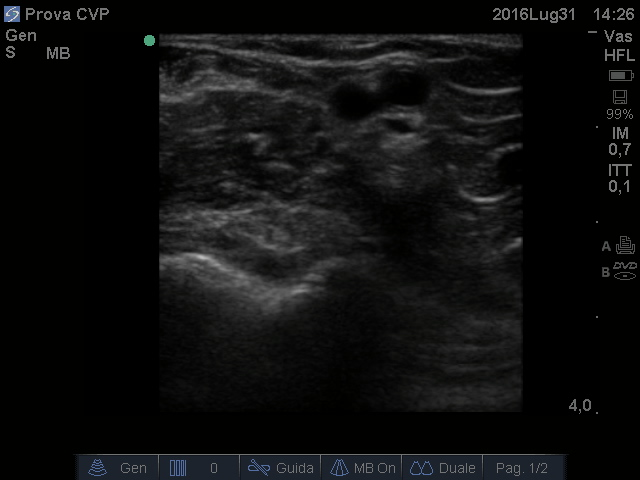 Prova CVP
2016Lug31 14:26
Gen
S MB
Vas
HFL
99%
IM
0,7
ITT
0,1
A
B DVD
4,0
Gen
0
Guida
MB On
Duale
Pag. 1/2